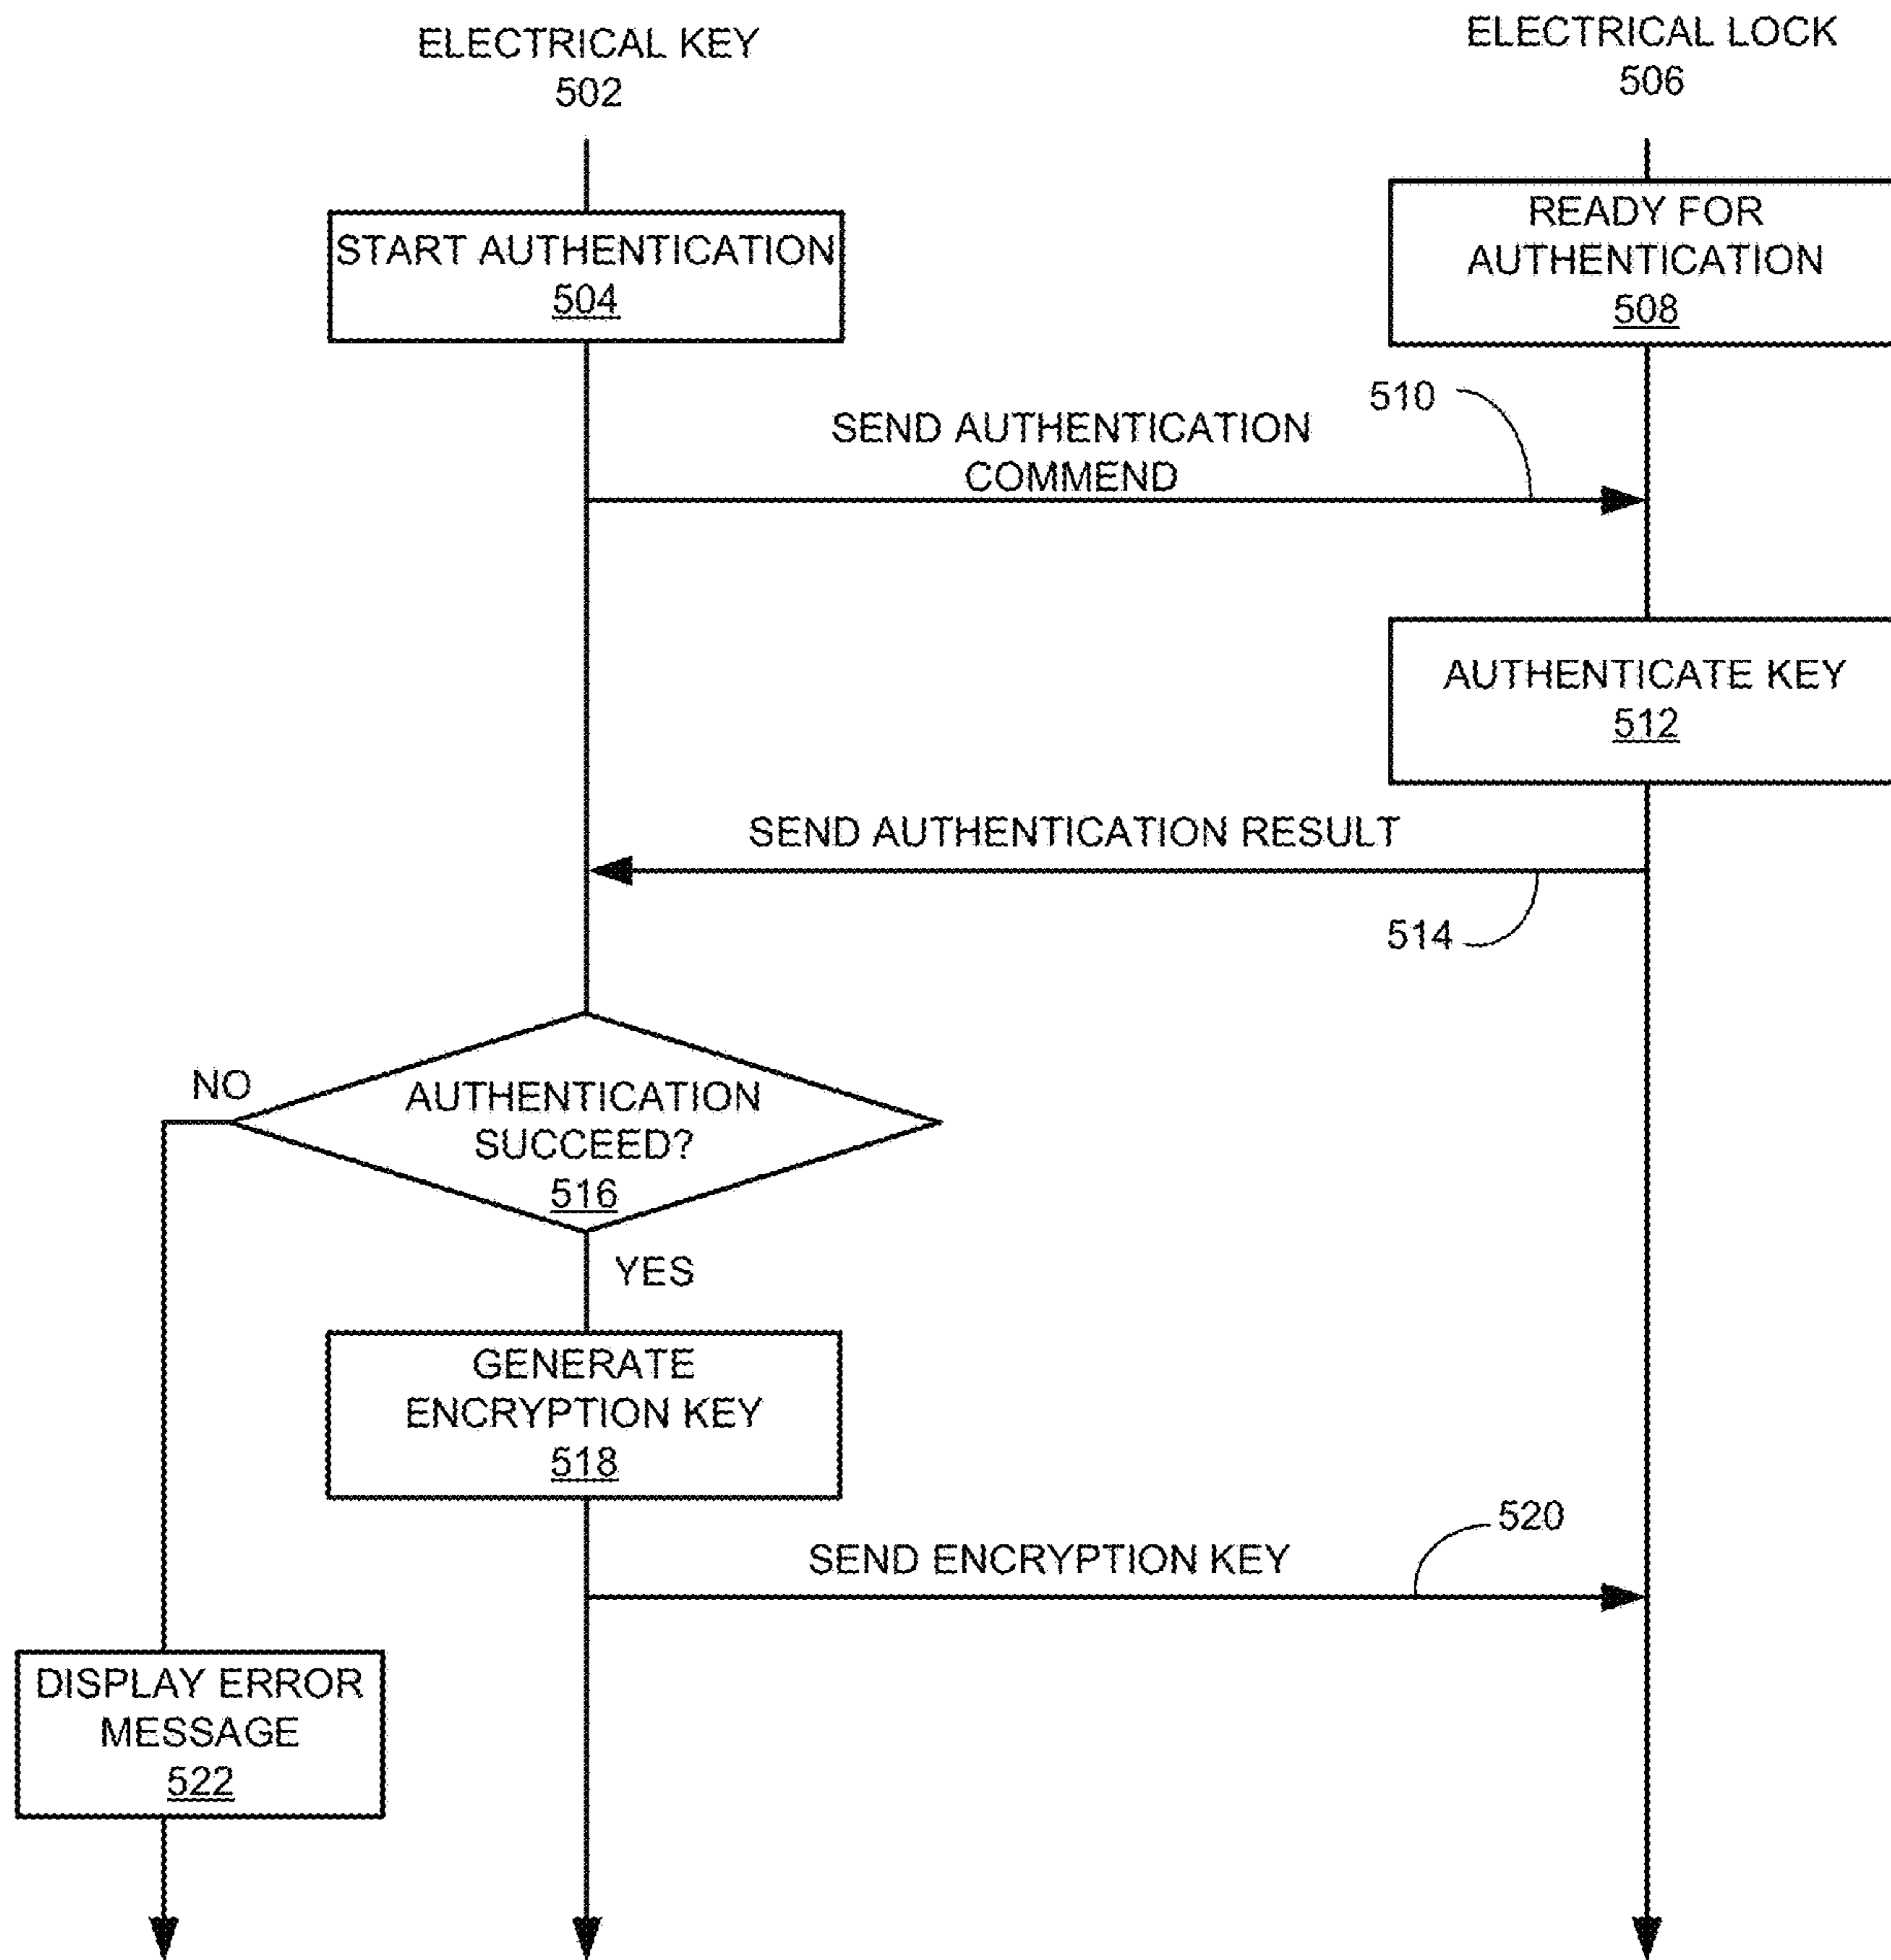 ELECTRICAL KEY
502
ELECTRICAL LOCK
506
START AUTHENTICATION
504
READY FOR
AUTHENTICATION
508
510
SEND AUTHENTICATION
COMMEND
AUTHENTICATE KEY
512
SEND AUTHENTICATION RESULT
514
NO
AUTHENTICATION
SUCCEED?
516
YES
GENERATE
ENCRYPTION KEY
518
520
SEND ENCRYPTION KEY
DISPLAY ERROR
MESSAGE
522